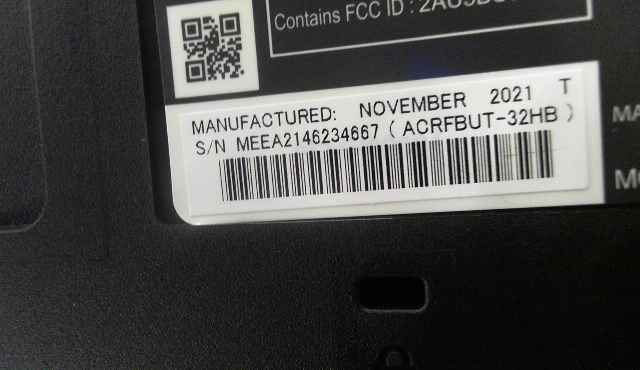 Contains FCC ID :
MANUFACTURED: NOVEMBER 2021 T
S/N MEEA2146234667 ( ACRFBUT-32HB )